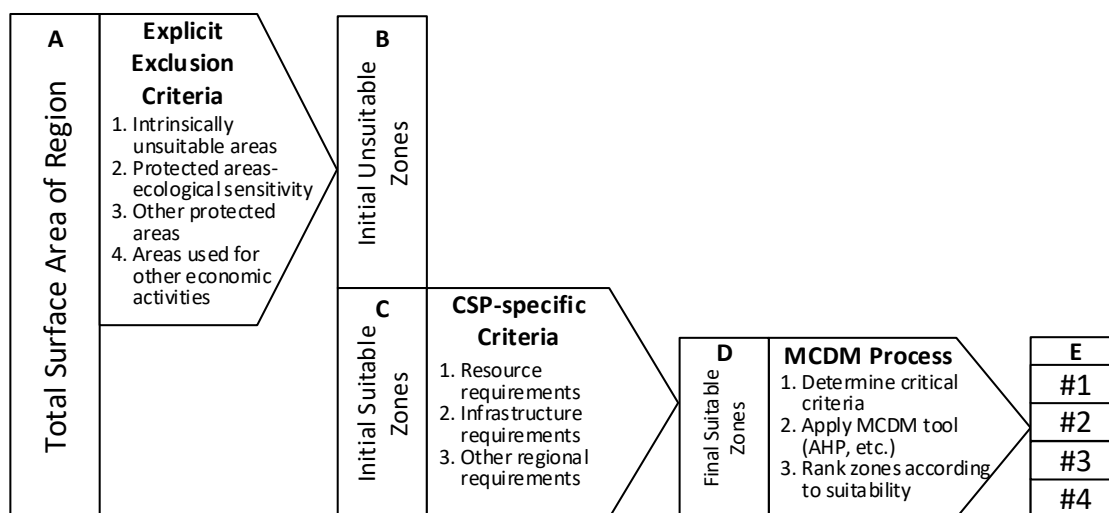 A
Total Surface Area of Region
Explicit
Exclusion
Criteria
1. Intrinsically
unsuitable areas
2. Protected areas-
ecological sensitivity
3. Other protected
areas
4. Areas used for
other economic
activities
B
Initial Unsuitable
Zones
C
Initial Suitable
Zones
CSP-specific
Criteria
1. Resource
requirements
2. Infrastructure
requirements
3. Other regional
requirements
D
Final Suitable
Zones
MCDM Process
1. Determine critical
criteria
2. Apply MCDM tool
(AHP, etc.)
3. Rank zones according
to suitability
E
#1
#2
#3
#4